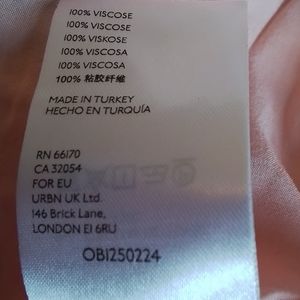 100% VISCOSE
100% VISCOSE
100% VISKOSE
100% VISCOSA
100% VISCOSA
100% 粘胶纤维
MADE IN TURKEY
HECHO EN TURQUÍA
RN 66170
CA 32054
FOR EU
URBN UK Ltd.
146 Brick Lane,
LONDON E1 6RU
OB1250224